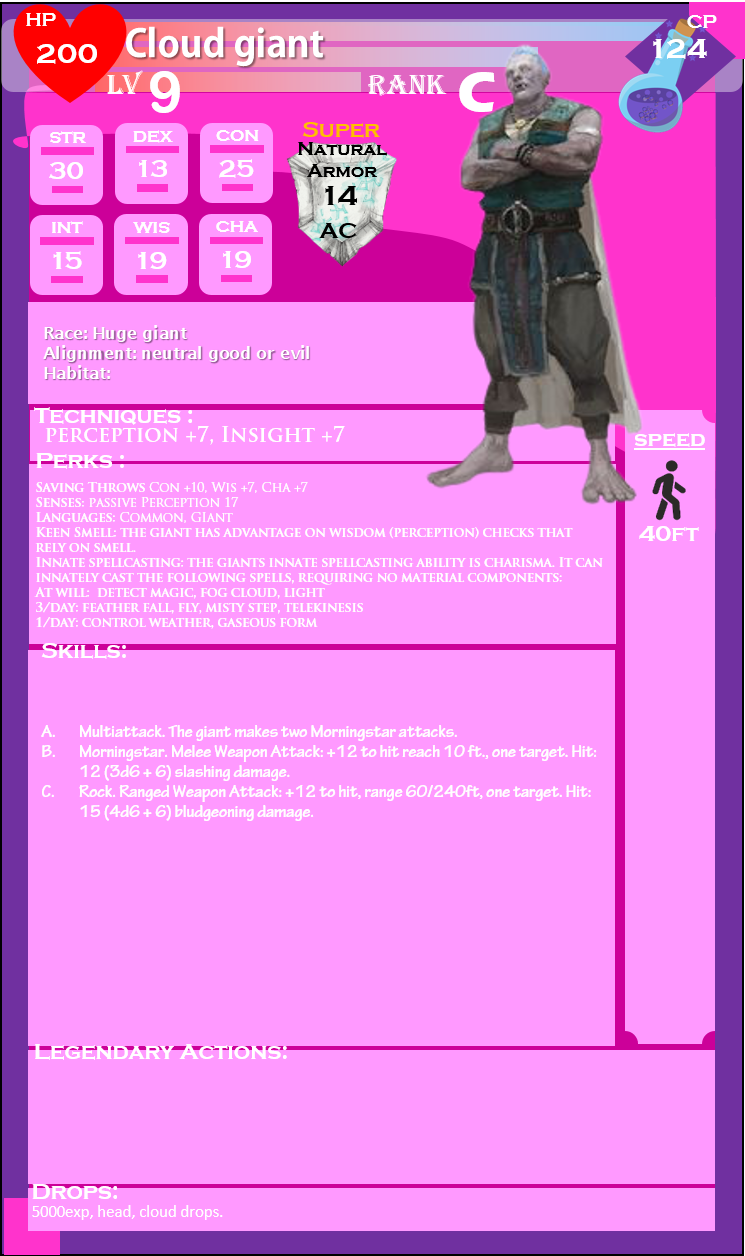 HP
200
Cloud giant
CP
124
LV 9
RANK C
STR
30
DEX
13
CON
25
INT
15
WIS
19
CHA
19
Super
Natural
Armor
14
AC
Race: Huge giant
Alignment: neutral good or evil
Habitat:
Techniques :
perception +7, Insight +7
Perks :
Saving Throws Con +10, Wis +7, Cha +7
Senses: passive Perception 17
Languages: Common, GIant
Keen Smell: the giant has advantage on wisdom (perception) checks that
rely on smell.
Innate spellcasting: the giants innate spellcasting ability is charisma. It can
innately cast the following spells, requiring no material components:
At will: detect magic, fog cloud, light
3/day: feather fall, fly, misty step, telekinesis
1/day: control weather, gaseous form
SPEED
40FT
Skills:
A. Multiattack. The giant makes two Morningstar attacks.
B. Morningstar. Melee Weapon Attack: +12 to hit reach 10 ft., one target. Hit:
12 (3d6 + 6) slashing damage.
C. Rock. Ranged Weapon Attack: +12 to hit, range 60/240ft, one target. Hit:
15 (4d6 + 6) bludgeoning damage.
Legendary Actions:
Drops:
5000exp, head, cloud drops.